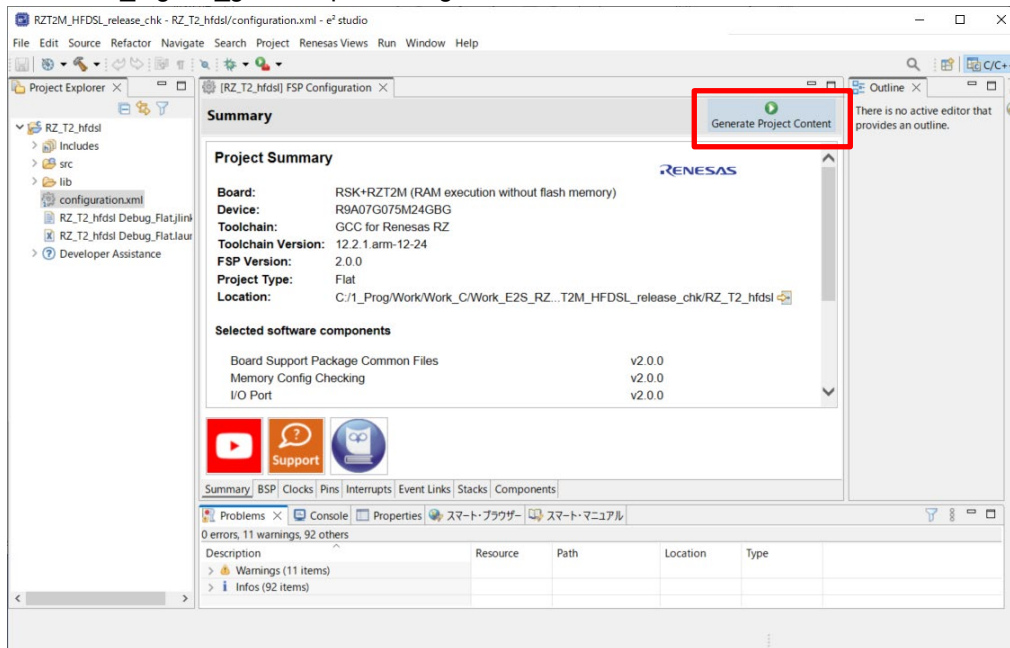 RZT2M_HFDSL_release_chk - RZ_T2_hfdsl/configuration.xml - e² studio
File Edit Source Refactor Navigate Search Project Renesas Views Run Window Help
C/C+
Project Explorer
[RZ_T2_hfdsl] FSP Configuration
Outline
Summary
Generate Project Content
There is no active editor that
provides an outline.
RZ_T2_hfdsl
Includes
src
lib
configuration.xml
RZ_T2_hfdsl Debug_Flat.jlink
RZ_T2_hfdsl Debug_Flat.laur
Developer Assistance
Project Summary
RENESAS
Board: RSK+RZT2M (RAM execution without flash memory)
Device: R9A07G075M24GBG
Toolchain: GCC for Renesas RZ
Toolchain Version: 12.2.1.arm-12-24
FSP Version: 2.0.0
Project Type: Flat
Location: C:/1_Prog/Work/Work_C/Work_E2S_RZ...T2M_HFDSL_release_chk/RZ_T2_hfdsl
Selected software components
Board Support Package Common Files v2.0.0
Memory Config Checking v2.0.0
I/O Port v2.0.0
Support
Summary BSP Clocks Pins Interrupts Event Links Stacks Components
Problems Console Properties スマート・ブラウザー スマート・マニュアル
0 errors, 11 warnings, 92 others
Description Resource Path Location Type
Warnings (11 items)
Infos (92 items)